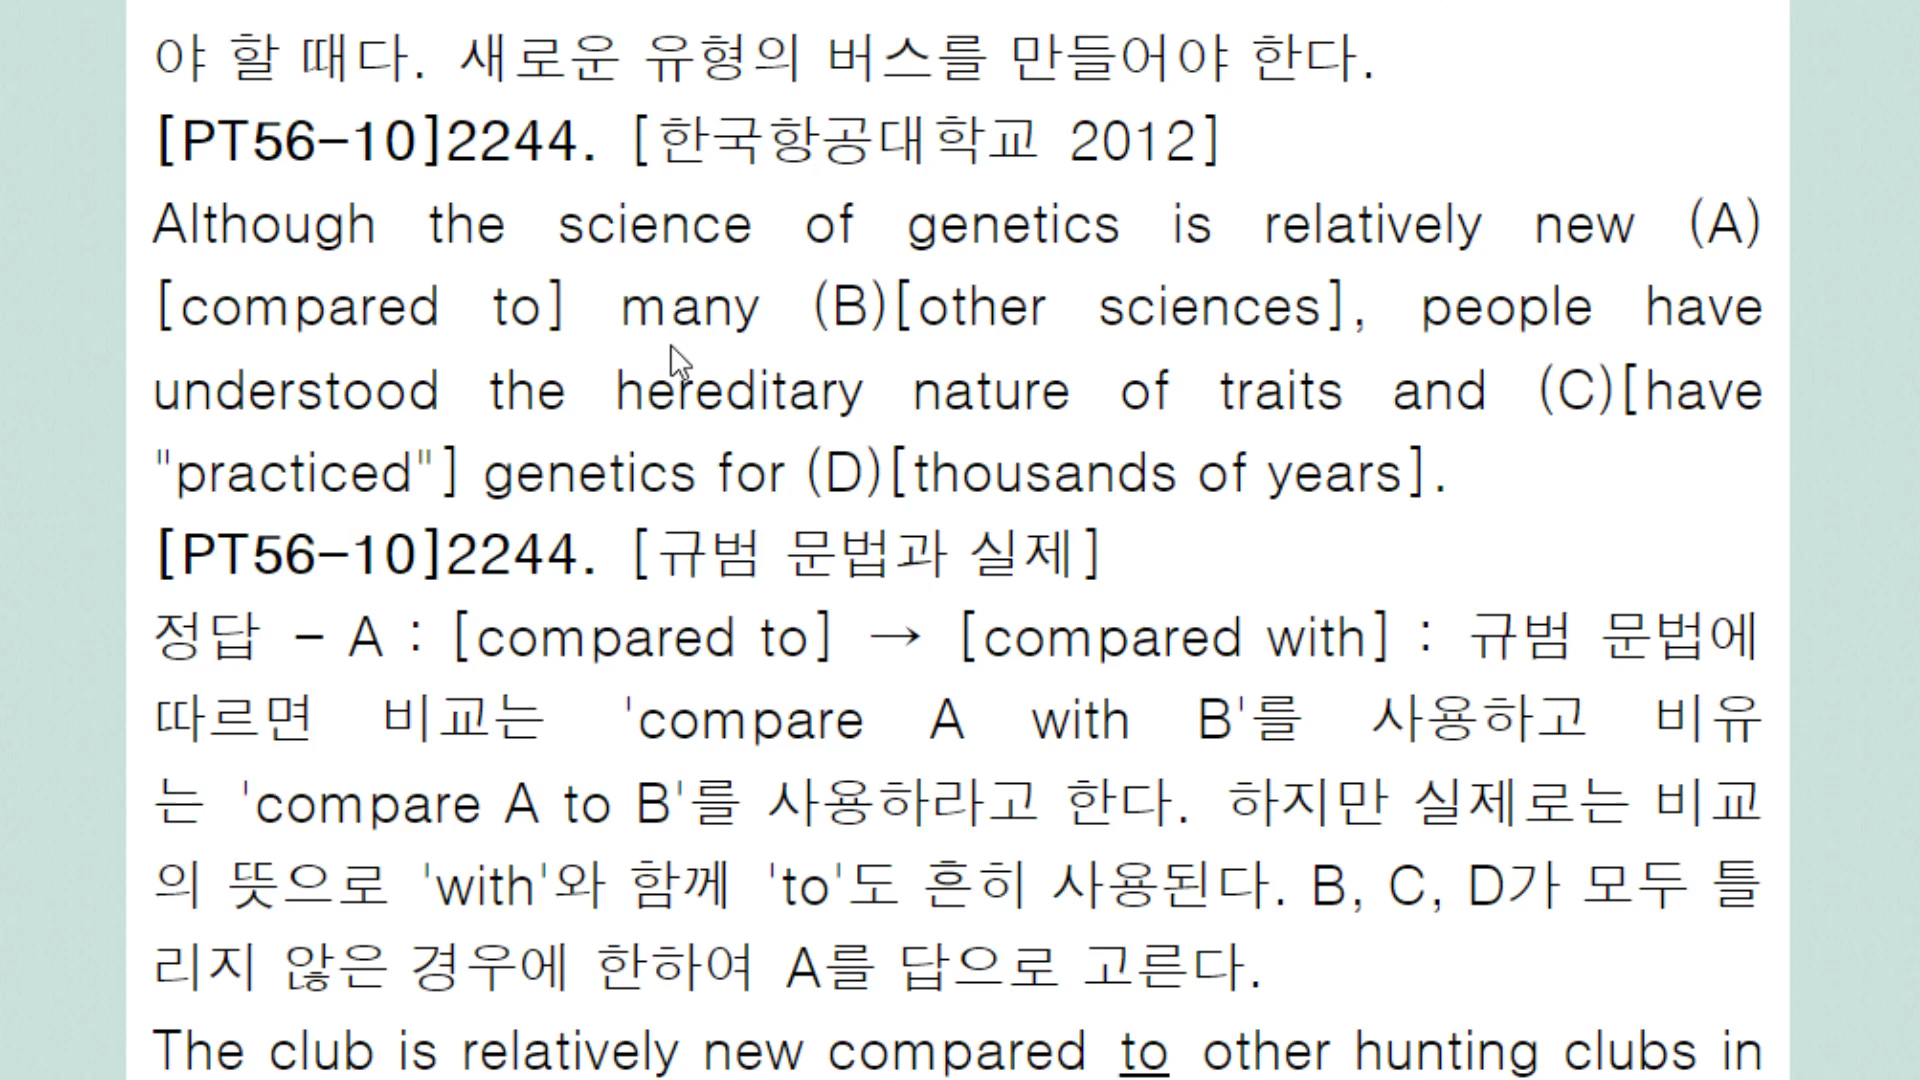 야 할 때다. 새로운 유형의 버스를 만들어야 한다.
[PT56-10]2244. [한국항공대학교 2012]
Although the science of genetics is relatively new (A)
[compared to] many (B)[other sciences], people have
understood the hereditary nature of traits and (C)[have
"practiced"] genetics for (D)[thousands of years].
[PT56-10]2244. [규범 문법과 실제]
정답 - A : [compared to] → [compared with] : 규범 문법에
따르면 비교는 'compare A with B'를 사용하고 비유
는 'compare A to B'를 사용하라고 한다. 하지만 실제로는 비교
의 뜻으로 'with'와 함께 'to'도 흔히 사용된다. B, C, D가 모두 틀
리지 않은 경우에 한하여 A를 답으로 고른다.
The club is relatively new compared to other hunting clubs in